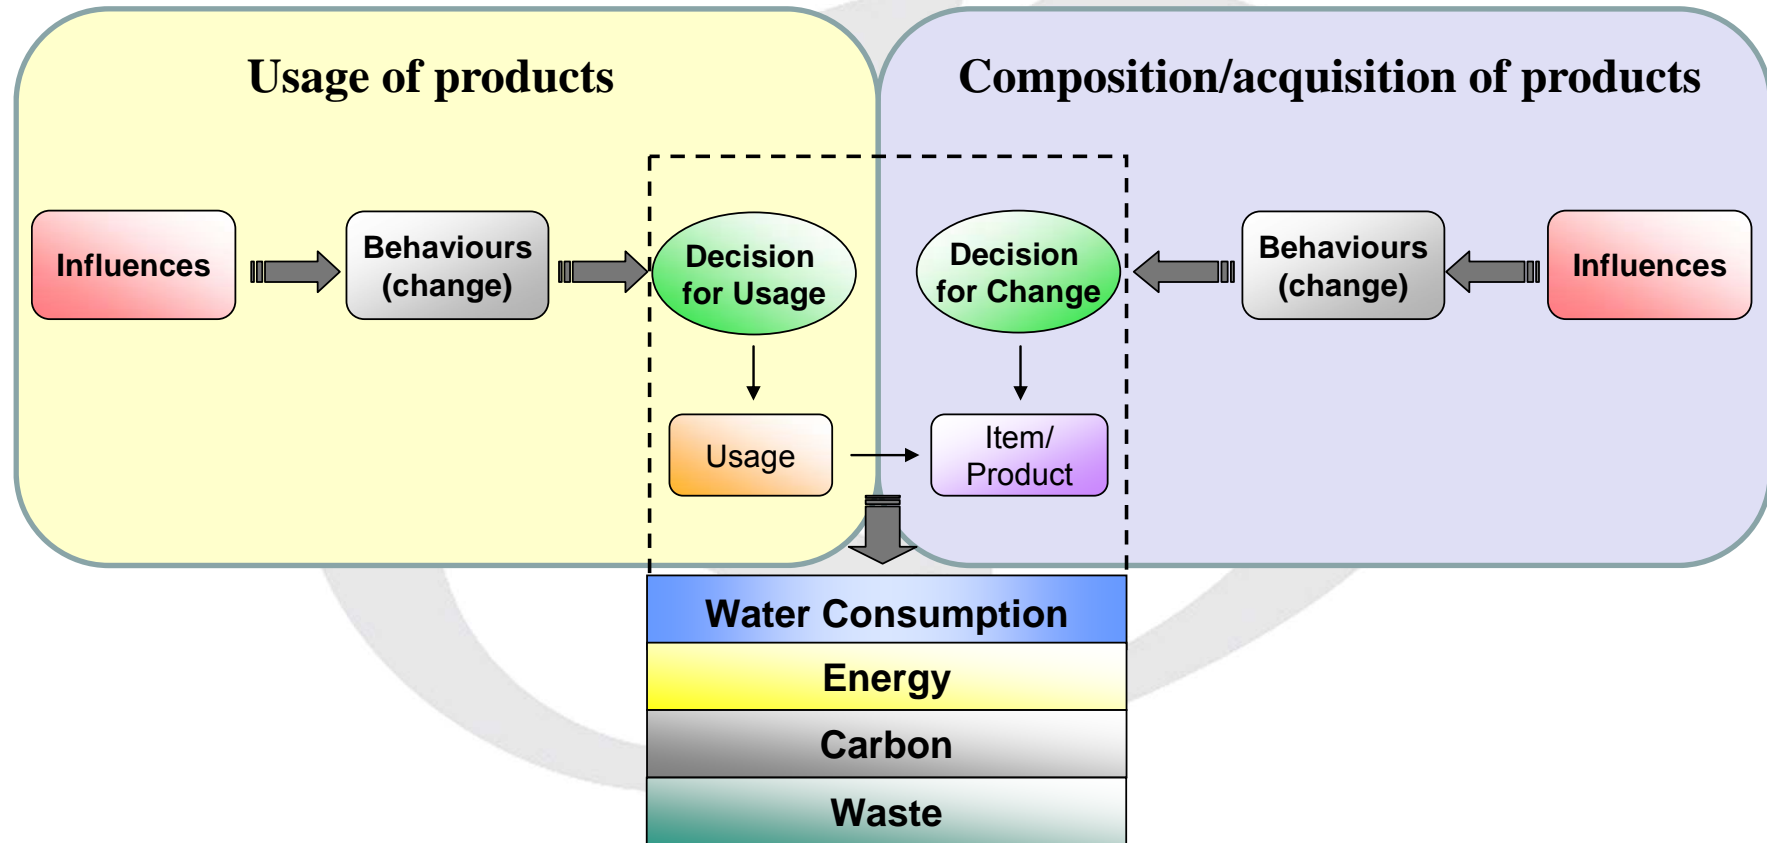 Usage of products
Composition/acquisition of products
Influences
Behaviours
(change)
Decision
for Usage
Decision
for Change
Behaviours
(change)
Influences
Usage
Item/
Product
Water Consumption
Energy
Carbon
Waste